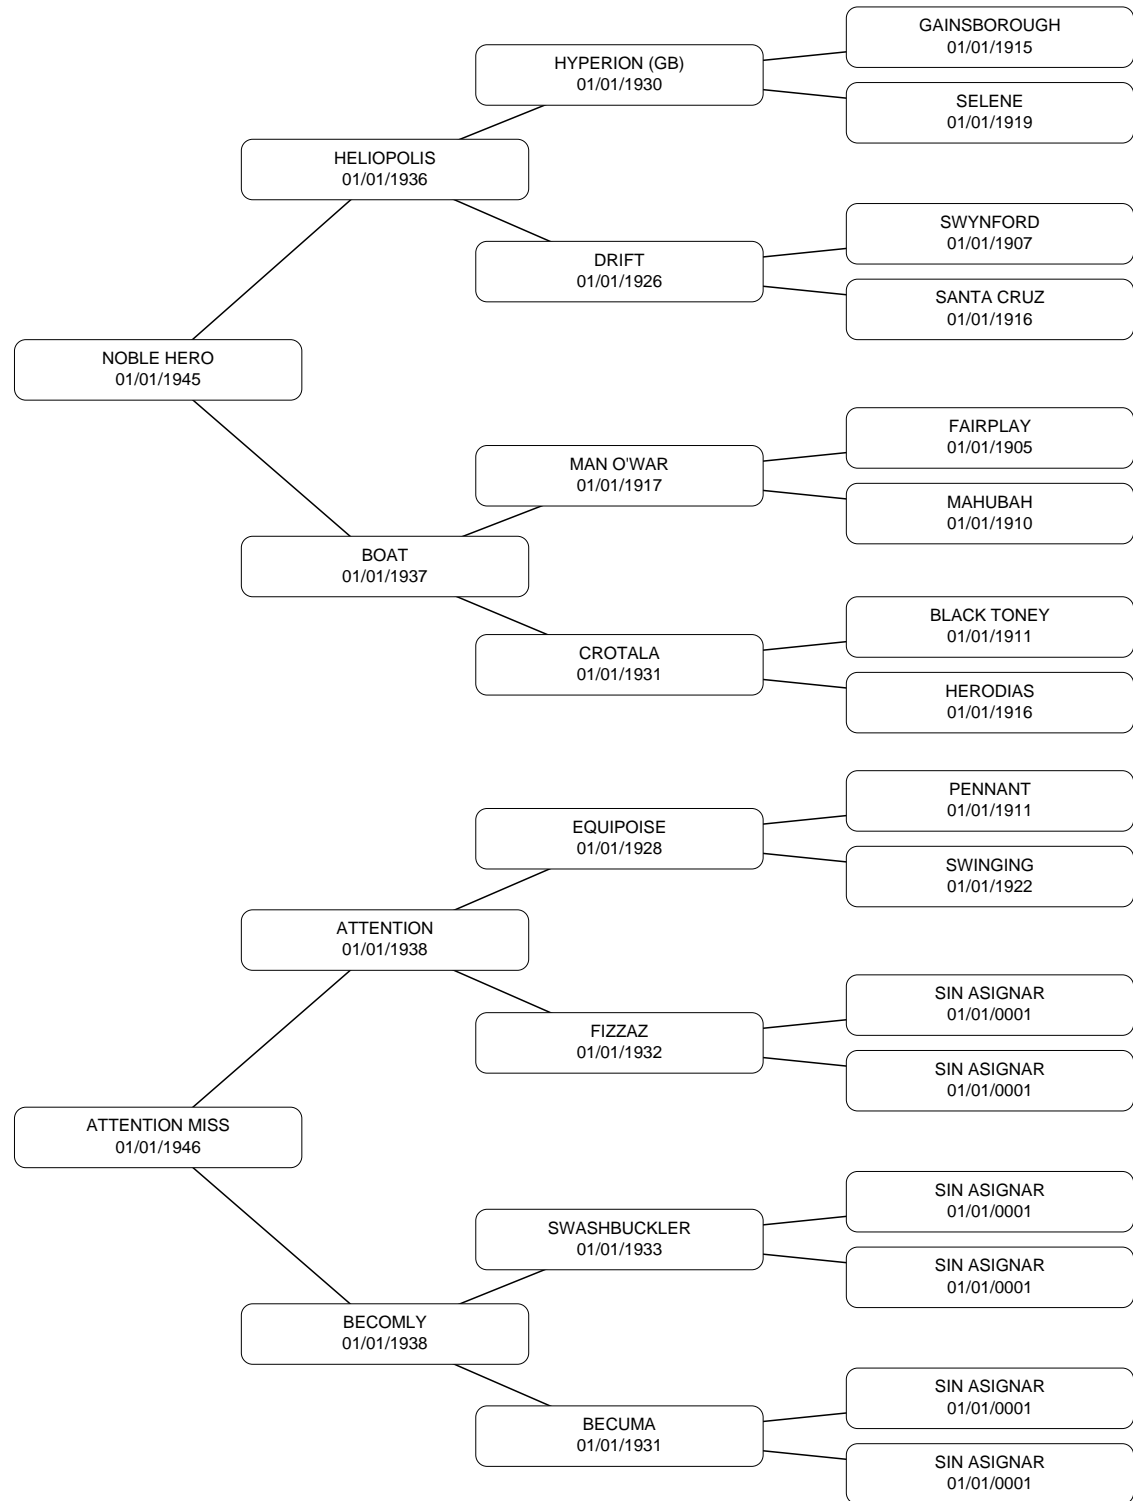 GAINSBOROUGH
01/01/1915
HYPERION (GB)
01/01/1930
SELENE
01/01/1919
HELIOPOLIS
01/01/1936
SWYNFORD
01/01/1907
DRIFT
01/01/1926
SANTA CRUZ
01/01/1916
NOBLE HERO
01/01/1945
FAIRPLAY
01/01/1905
MAN O'WAR
01/01/1917
MAHUBAH
01/01/1910
BOAT
01/01/1937
BLACK TONEY
01/01/1911
CROTALA
01/01/1931
HERODIAS
01/01/1916
PENNANT
01/01/1911
EQUIPOISE
01/01/1928
SWINGING
01/01/1922
ATTENTION
01/01/1938
SIN ASIGNAR
01/01/0001
FIZZAZ
01/01/1932
SIN ASIGNAR
01/01/0001
ATTENTION MISS
01/01/1946
SIN ASIGNAR
01/01/0001
SWASHBUCKLER
01/01/1933
SIN ASIGNAR
01/01/0001
BECOMLY
01/01/1938
SIN ASIGNAR
01/01/0001
BECUMA
01/01/1931
SIN ASIGNAR
01/01/0001